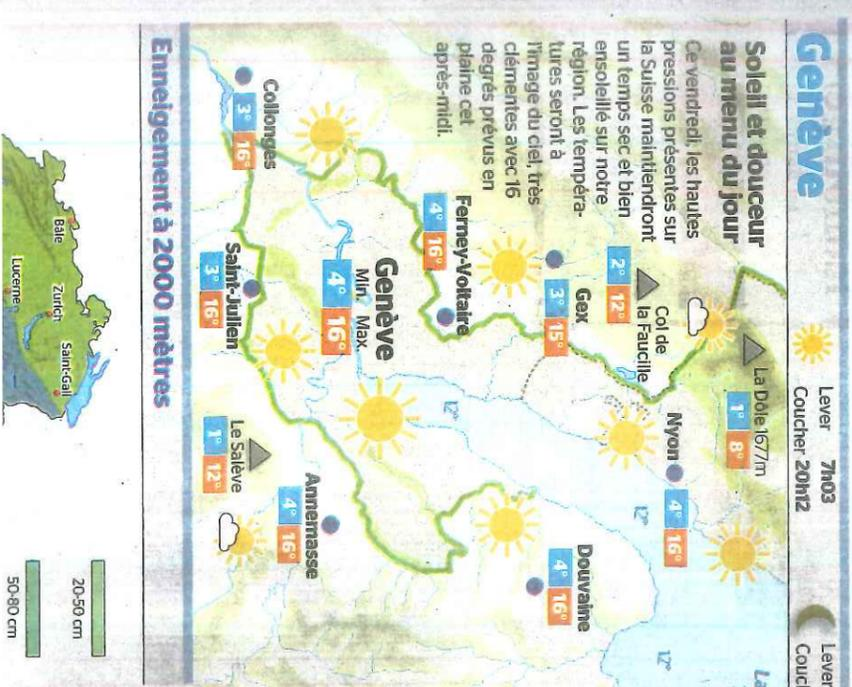 Genève
Lever 7h03
Coucher 20h12
Lever
Soleil et douceur
au menu du jour
Ce vendredi, les hautes
pressions présentes sur
la Suisse maintiendront
un temps sec et bien
ensoleillé sur notre
région. Les tempéra-
tures seront à
l'image du ciel, très
clémentes avec 16
degrés prévus en
plaine cet
après-midi.
La Dôle 1677m
1° 8°
Col de
la Faucille
2° 12°
Nyon
4° 16°
12°
12°
12°
Gex
3° 15°
Douvaine
4° 16°
Ferney-Voltaire
4° 16°
Genève
Min. Max.
4° 16°
Annemasse
4° 16°
Collonges
3° 16°
Saint-Julien
3° 16°
Le Salève
1° 12°
Enneigement à 2000 mètres
Bâle
Zurich
Saint-Gall
Lucerne
20-50 cm
50-80 cm